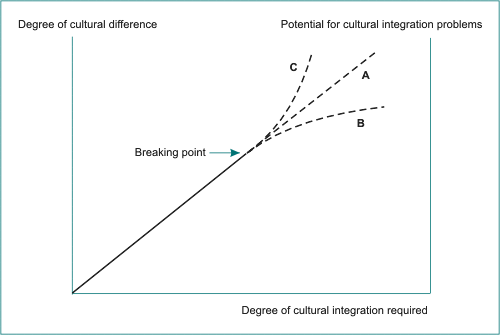 Degree of cultural difference
Potential for cultural integration problems
C
A
B
Breaking point
Degree of cultural integration required